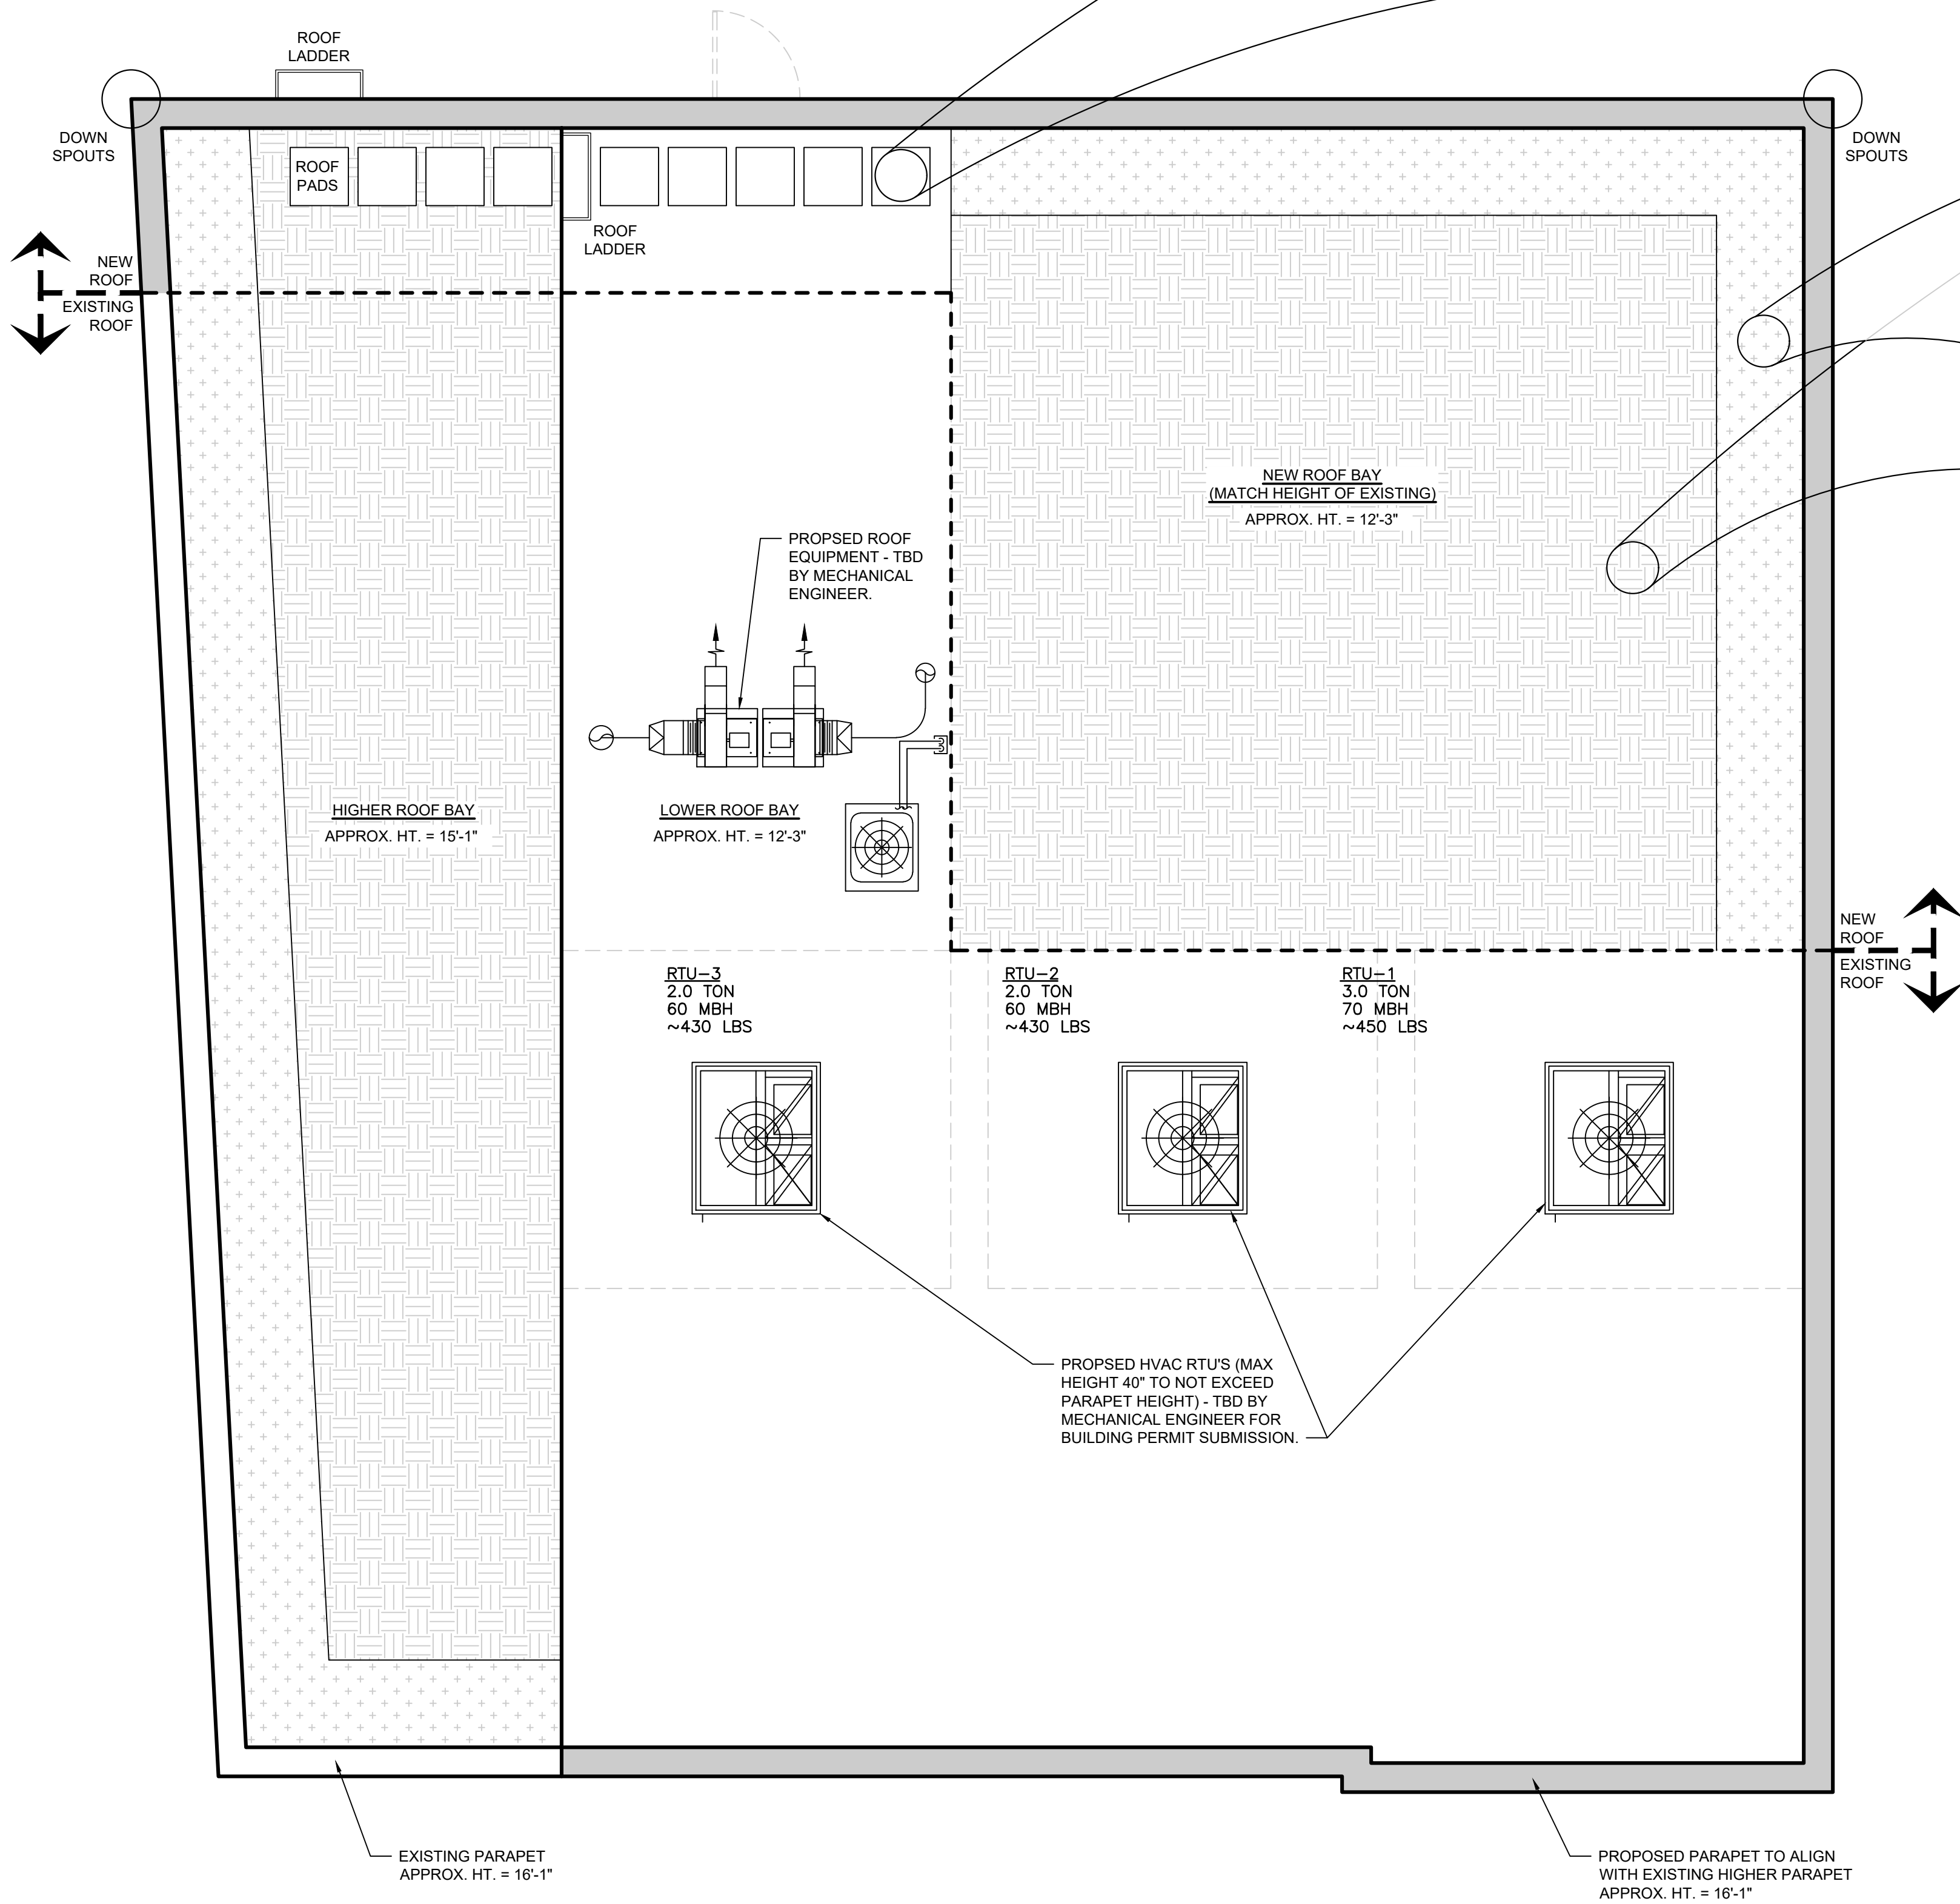 ROOF
LADDER
DOWN
SPOUTS
DOWN
SPOUTS
ROOF
PADS
ROOF
LADDER
NEW
ROOF
EXISTING
ROOF
NEW ROOF BAY
(MATCH HEIGHT OF EXISTING)
APPROX. HT. = 12'-3"
PROPSED ROOF
EQUIPMENT - TBD
BY MECHANICAL
ENGINEER.
HIGHER ROOF BAY
APPROX. HT. = 15'-1"
LOWER ROOF BAY
APPROX. HT. = 12'-3"
NEW
ROOF
EXISTING
ROOF
RTU-3
2.0 TON
60 MBH
~430 LBS
RTU-2
2.0 TON
60 MBH
~430 LBS
RTU-1
3.0 TON
70 MBH
~450 LBS
PROPSED HVAC RTU'S (MAX
HEIGHT 40" TO NOT EXCEED
PARAPET HEIGHT) - TBD BY
MECHANICAL ENGINEER FOR
BUILDING PERMIT SUBMISSION.
EXISTING PARAPET
APPROX. HT. = 16'-1"
PROPOSED PARAPET TO ALIGN
WITH EXISTING HIGHER PARAPET
APPROX. HT. = 16'-1"